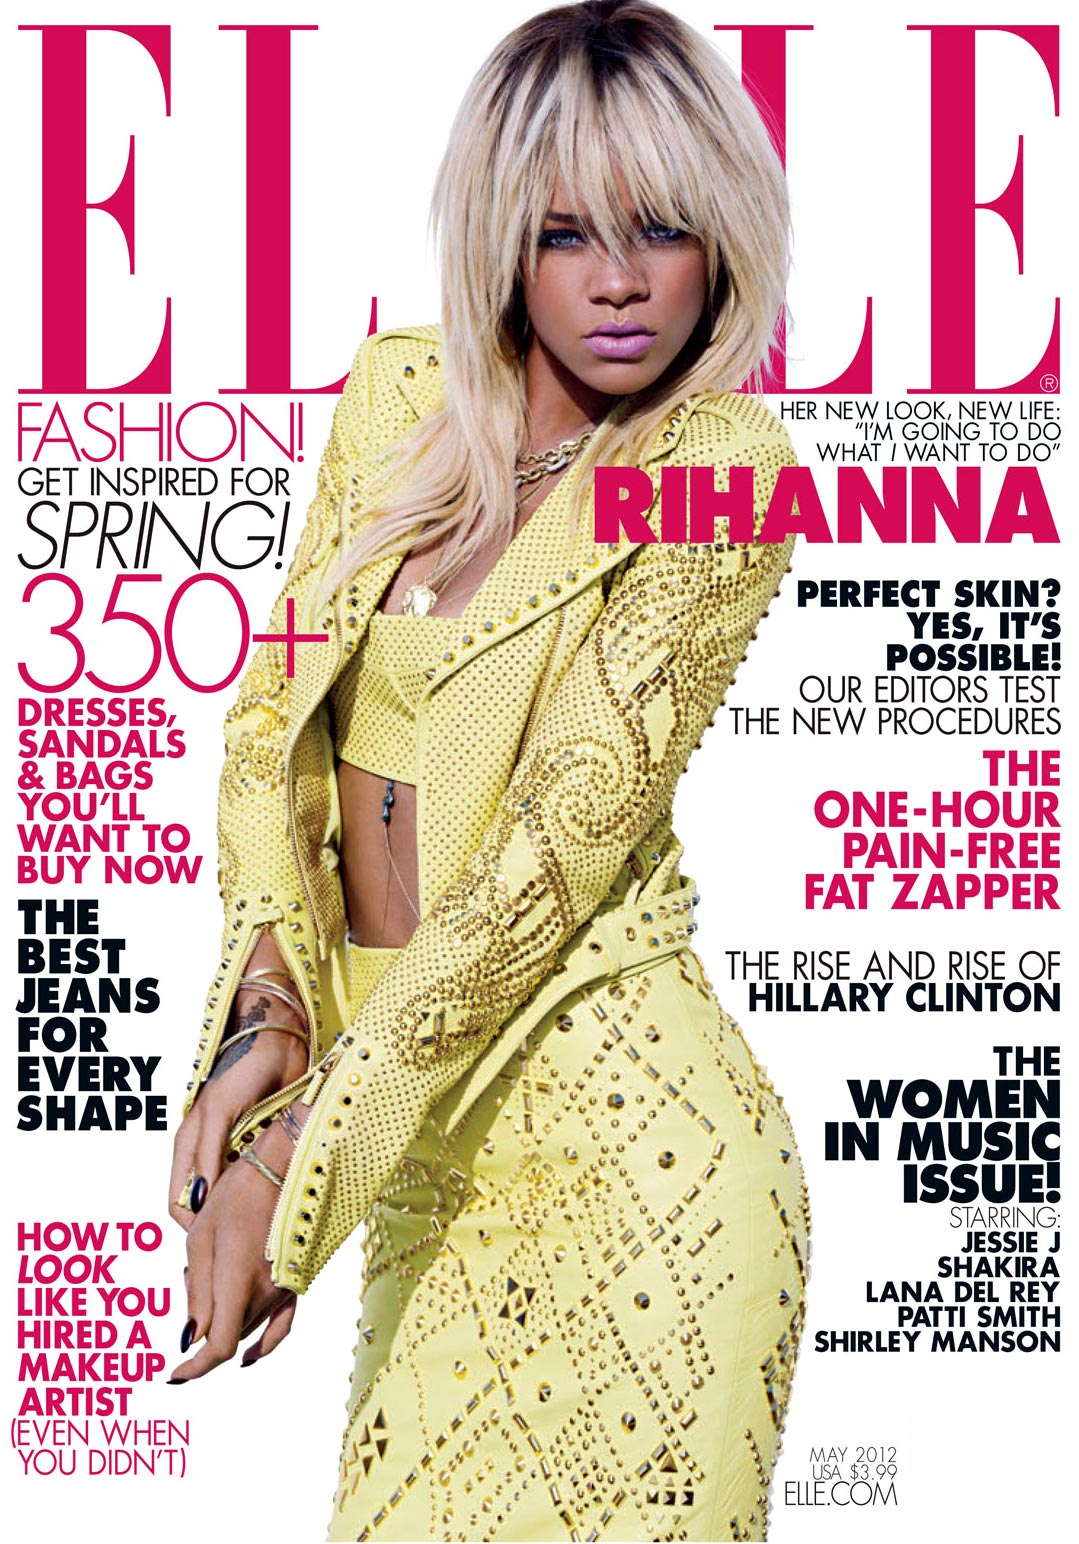 ELLE
®
FASHION!
GET INSPIRED FOR
SPRING!
350+
DRESSES,
SANDALS
& BAGS
YOU'LL
WANT TO
BUY NOW
THE
BEST
JEANS
FOR
EVERY
SHAPE
HOW TO
LOOK
LIKE YOU
HIRED A
MAKEUP
ARTIST
(EVEN WHEN
YOU DIDN'T)
HER NEW LOOK, NEW LIFE:
"I'M GOING TO DO
WHAT I WANT TO DO"
RIHANNA
PERFECT SKIN?
YES, IT'S
POSSIBLE!
OUR EDITORS TEST
THE NEW PROCEDURES
THE
ONE-HOUR
PAIN-FREE
FAT ZAPPER
THE RISE AND RISE OF
HILLARY CLINTON
THE
WOMEN
IN MUSIC
ISSUE!
STARRING:
JESSIE J
SHAKIRA
LANA DEL REY
PATTI SMITH
SHIRLEY MANSON
MAY 2012
USA $3.99
ELLE.COM